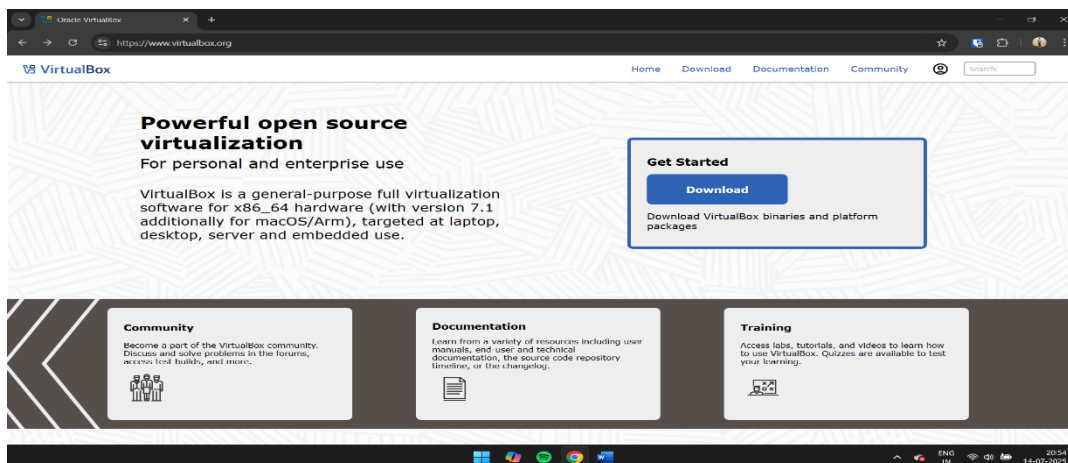 Oracle VirtualBox
https://www.virtualbox.org
VirtualBox
Home Download Documentation Community Search:
Powerful open source
virtualization
For personal and enterprise use
VirtualBox is a general-purpose full virtualization
software for x86_64 hardware (with version 7.1
additionally for macOS/Arm), targeted at laptop,
desktop, server and embedded use.
Get Started
Download
Download VirtualBox binaries and platform
packages
Community
Become a part of the VirtualBox community.
Discuss and solve problems in the forums,
access test builds, and more.
Documentation
Learn from a variety of resources including user
manuals, end-user and technical
documentation, the source code repository
timeline, or the changelog.
Training
Access labs, tutorials, and videos to learn how
to use VirtualBox. Quizzes are available to test
your learning.
ENG
IN
20:54
14-07-2025